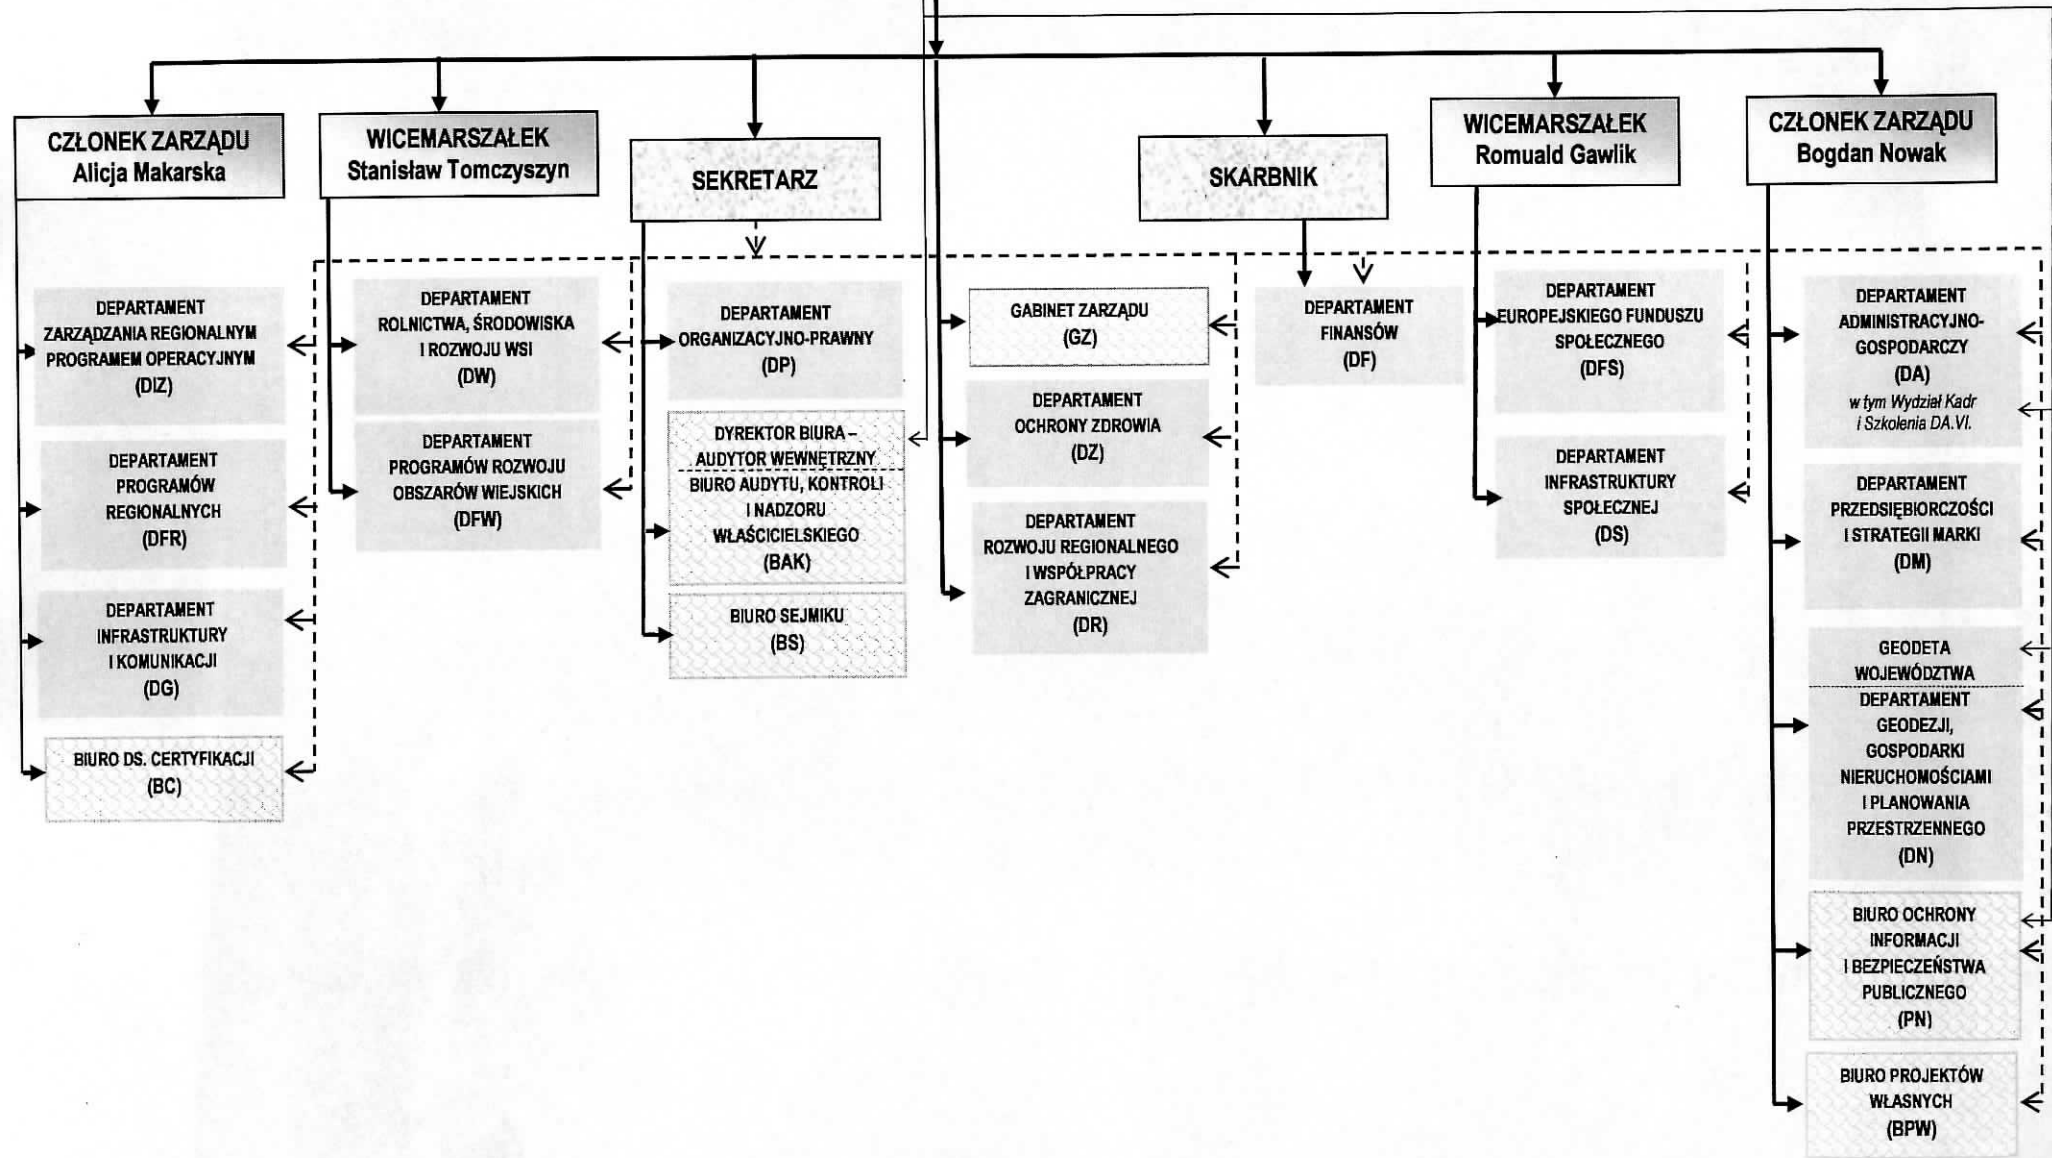 CZŁONEK ZARZĄDU
Alicja Makarska
WICEMARSZAŁEK
Stanisław Tomczyszyn
SEKRETARZ
SKARBNIK
WICEMARSZAŁEK
Romuald Gawlik
CZŁONEK ZARZĄDU
Bogdan Nowak
DEPARTAMENT
ZARZĄDZANIA REGIONALNYM
PROGRAMEM OPERACYJNYM
(DIZ)
DEPARTAMENT
PROGRAMÓW
REGIONALNYCH
(DFR)
DEPARTAMENT
INFRASTRUKTURY
I KOMUNIKACJI
(DG)
BIURO DS. CERTYFIKACJI
(BC)
DEPARTAMENT
ROLNICTWA, ŚRODOWISKA
I ROZWOJU WSI
(DW)
DEPARTAMENT
PROGRAMÓW ROZWOJU
OBSZARÓW WIEJSKICH
(DFW)
DEPARTAMENT
ORGANIZACYJNO-PRAWNY
(DP)
DYREKTOR BIURA –
AUDYTOR WEWNĘTRZNY
BIURO AUDYTU, KONTROLI
I NADZORU
WŁAŚCICIELSKIEGO
(BAK)
BIURO SEJMIKU
(BS)
GABINET ZARZĄDU
(GZ)
DEPARTAMENT
OCHRONY ZDROWIA
(DZ)
DEPARTAMENT
ROZWOJU REGIONALNEGO
I WSPÓŁPRACY
ZAGRANICZNEJ
(DR)
DEPARTAMENT
FINANSÓW
(DF)
DEPARTAMENT
EUROPEJSKIEGO FUNDUSZU
SPOŁECZNEGO
(DFS)
DEPARTAMENT
INFRASTRUKTURY
SPOŁECZNEJ
(DS)
DEPARTAMENT
ADMINISTRACYJNO-
GOSPODARCZY
(DA)
w tym Wydział Kadr
i Szkolenia DA.VI.
DEPARTAMENT
PRZEDSIĘBIORCZOŚCI
I STRATEGII MARKI
(DM)
GEODETA
WOJEWÓDZTWA
DEPARTAMENT
GEODEZJI,
GOSPODARKI
NIERUCHOMOŚCIAMI
I PLANOWANIA
PRZESTRZENNEGO
(DN)
BIURO OCHRONY
INFORMACJI
I BEZPIECZEŃSTWA
PUBLICZNEGO
(PN)
BIURO PROJEKTÓW
WŁASNYCH
(BPW)